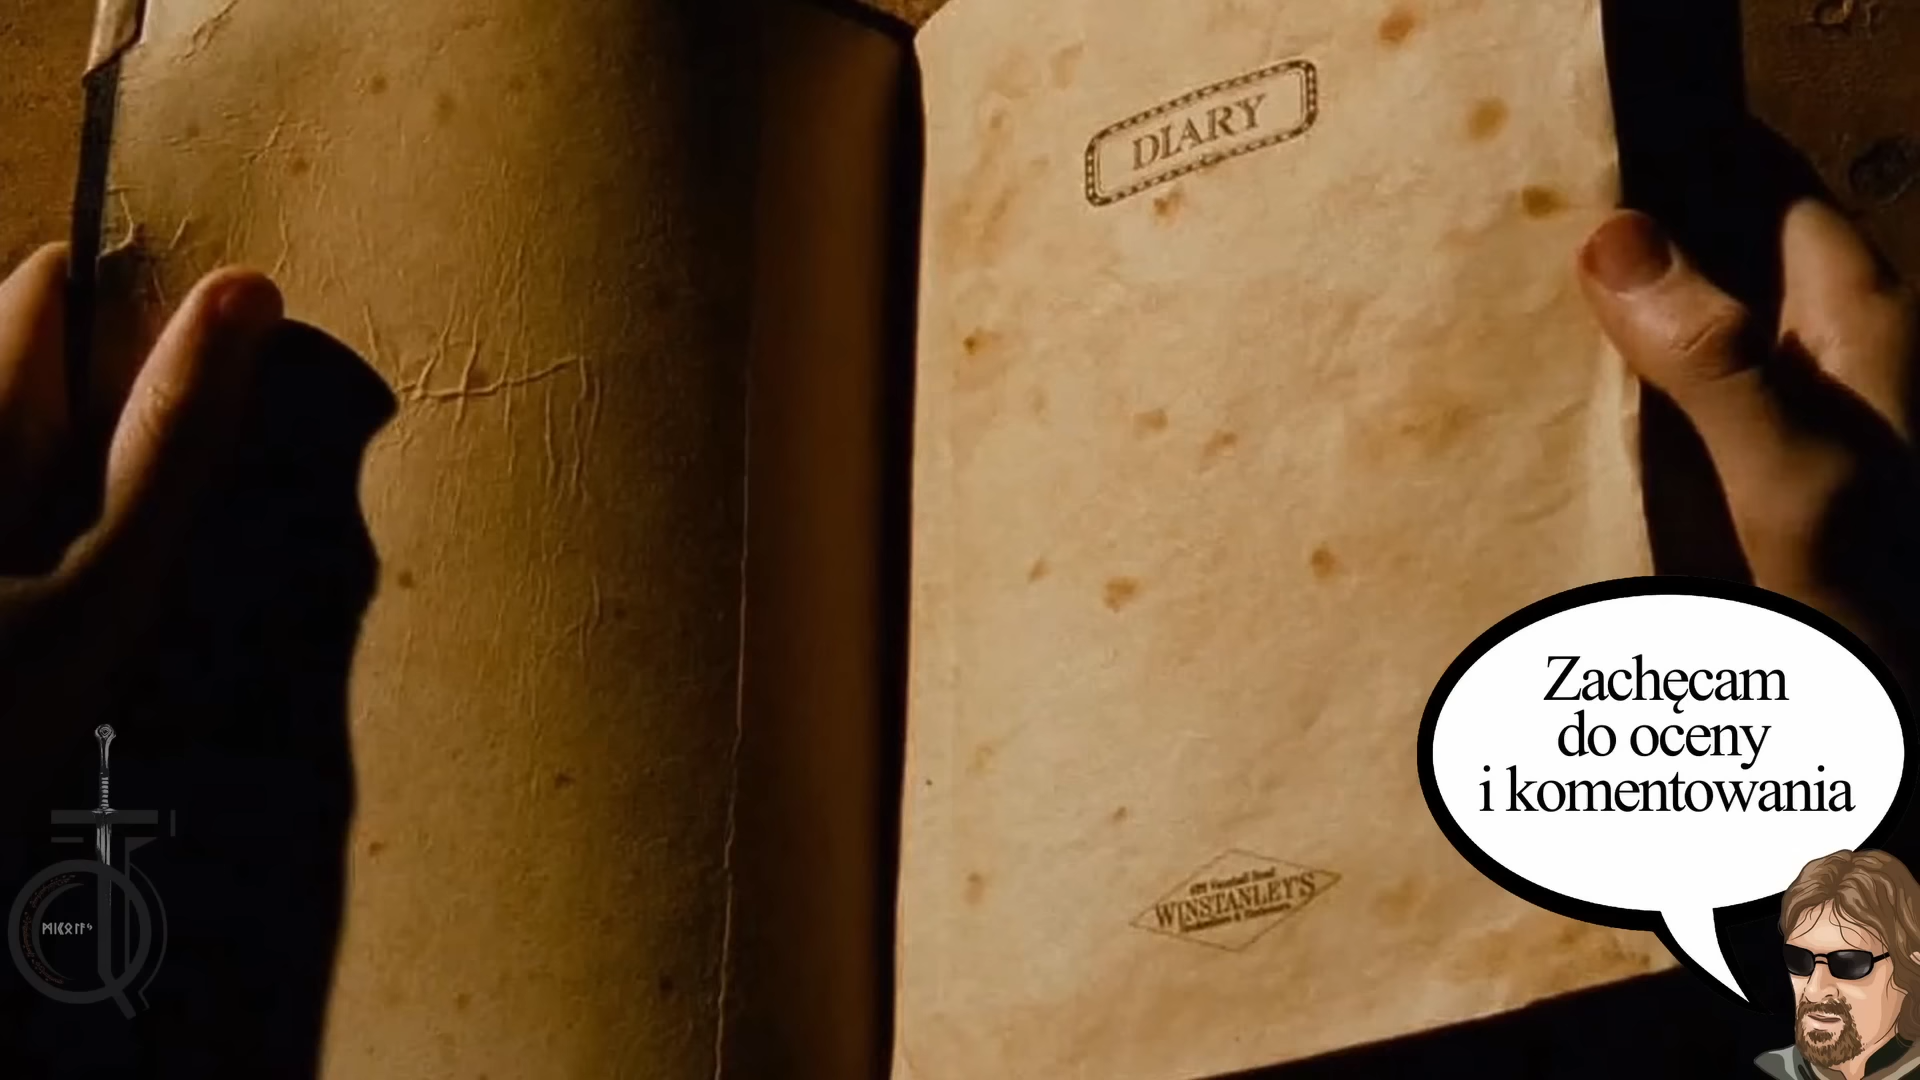 DIARY
WINSTANLEY'S
Zachęcam
do oceny
i komentowania